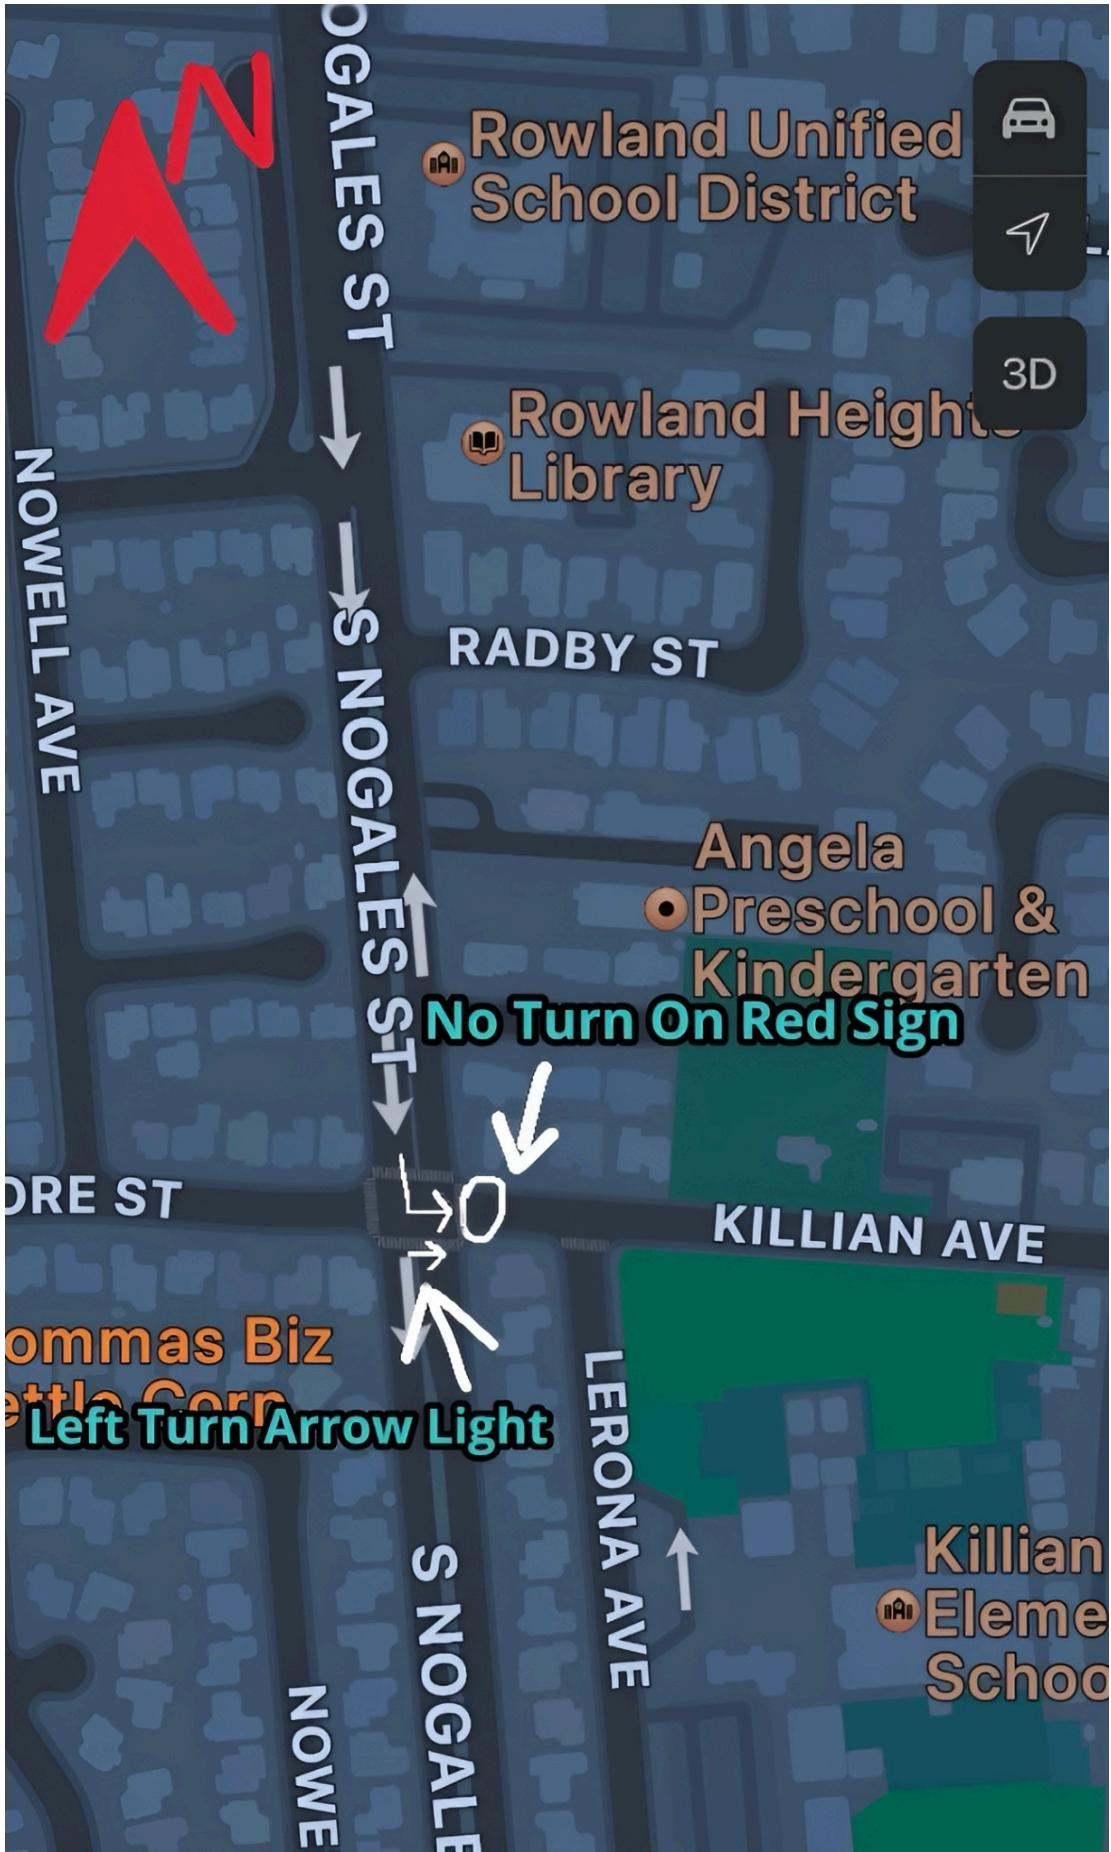 N
OGALES ST
Rowland Unified
School District
3D
Rowland Heights
Library
NOWELL AVE
S NOGALES ST
RADBY ST
Angela
Preschool &
Kindergarten
No Turn On Red Sign
ORE ST
KILLIAN AVE
ommas Biz
ettle Corn
Left Turn Arrow Light
LERONA AVE
S NOGALE
Killian
Eleme
Schoo
NOWE